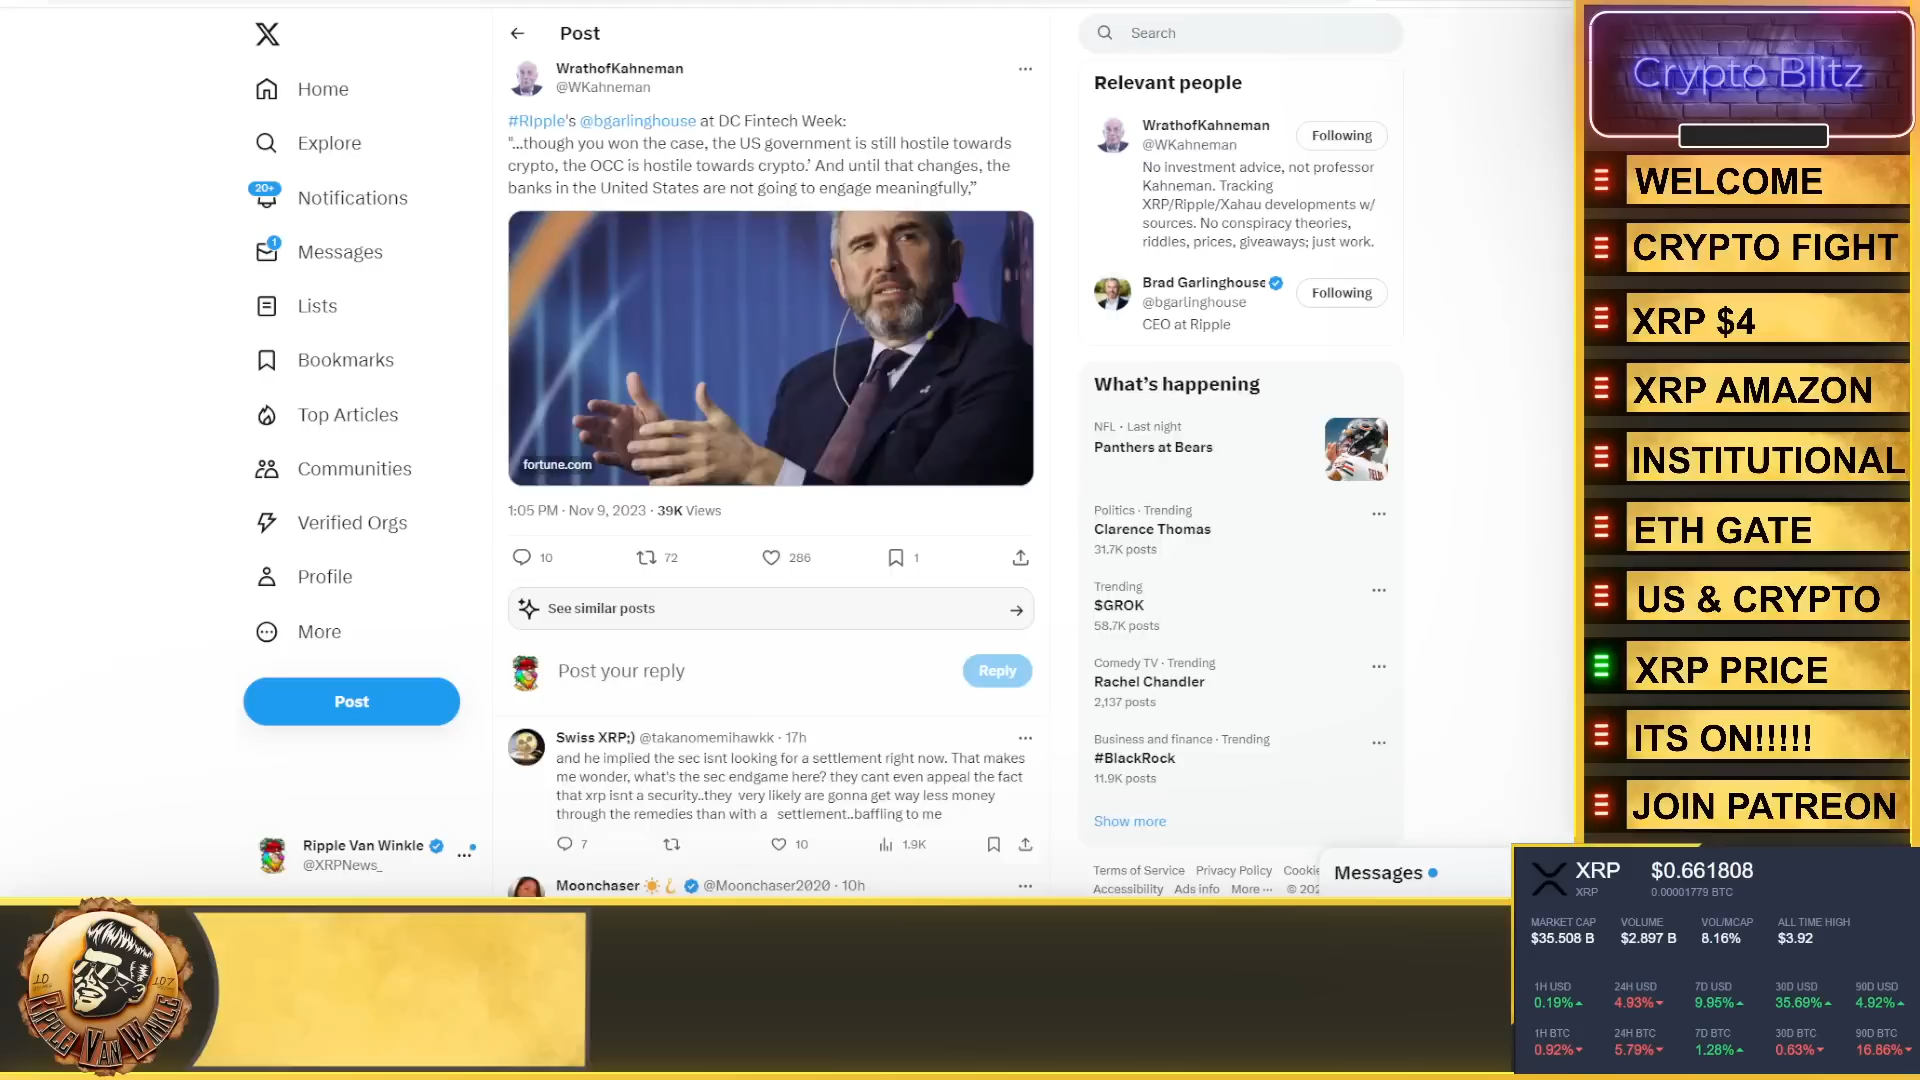 Home
Explore
20+
Notifications
1
Messages
Lists
Bookmarks
Top Articles
Communities
Verified Orgs
Profile
More
Post
Ripple Van Winkle
@XRPNews_
Post
WrathofKahneman
@WKahneman
#RIpple's @bgarlinghouse at DC Fintech Week:
"...though you won the case, the US government is still hostile towards
crypto, the OCC is hostile towards crypto.’ And until that changes, the
banks in the United States are not going to engage meaningfully,”
fortune.com
1:05 PM · Nov 9, 2023 · 39K Views
10 72 286 1
See similar posts
Post your reply
Reply
Swiss XRP;) @takanomemihawkk · 17h
and he implied the sec isnt looking for a settlement right now. That makes
me wonder, what's the sec endgame here? they cant even appeal the fact
that xrp isnt a security..they very likely are gonna get way less money
through the remedies than with a settlement..baffling to me
7 10 1.9K
Moonchaser @Moonchaser2020 · 10h
Search
Relevant people
WrathofKahneman
@WKahneman
Following
No investment advice, not professor
Kahneman. Tracking
XRP/Ripple/Xahau developments w/
sources. No conspiracy theories,
riddles, prices, giveaways; just work.
Brad Garlinghouse
@bgarlinghouse
Following
CEO at Ripple
What’s happening
NFL · Last night
Panthers at Bears
Politics · Trending
Clarence Thomas
31.7K posts
Trending
$GROK
58.7K posts
Comedy TV · Trending
Rachel Chandler
2,137 posts
Business and finance · Trending
#BlackRock
11.9K posts
Show more
Terms of Service Privacy Policy
Accessibility Ads info More ···
Messages
Crypto Blitz
WELCOME
CRYPTO FIGHT
XRP $4
XRP AMAZON
INSTITUTIONAL
ETH GATE
US & CRYPTO
XRP PRICE
ITS ON!!!!!
JOIN PATREON
XRP $0.661808
XRP 0.00001779 BTC
MARKET CAP VOLUME VOL/MCAP ALL TIME HIGH
$35.508 B $2.897 B 8.16% $3.92
1H USD 24H USD 7D USD 30D USD 90D USD
0.19% 4.93% 9.95% 35.69% 4.92%
1H BTC 24H BTC 7D BTC 30D BTC 90D BTC
0.92% 5.79% 1.28% 0.63% 16.86%
RIPPLE VAN WINKLE